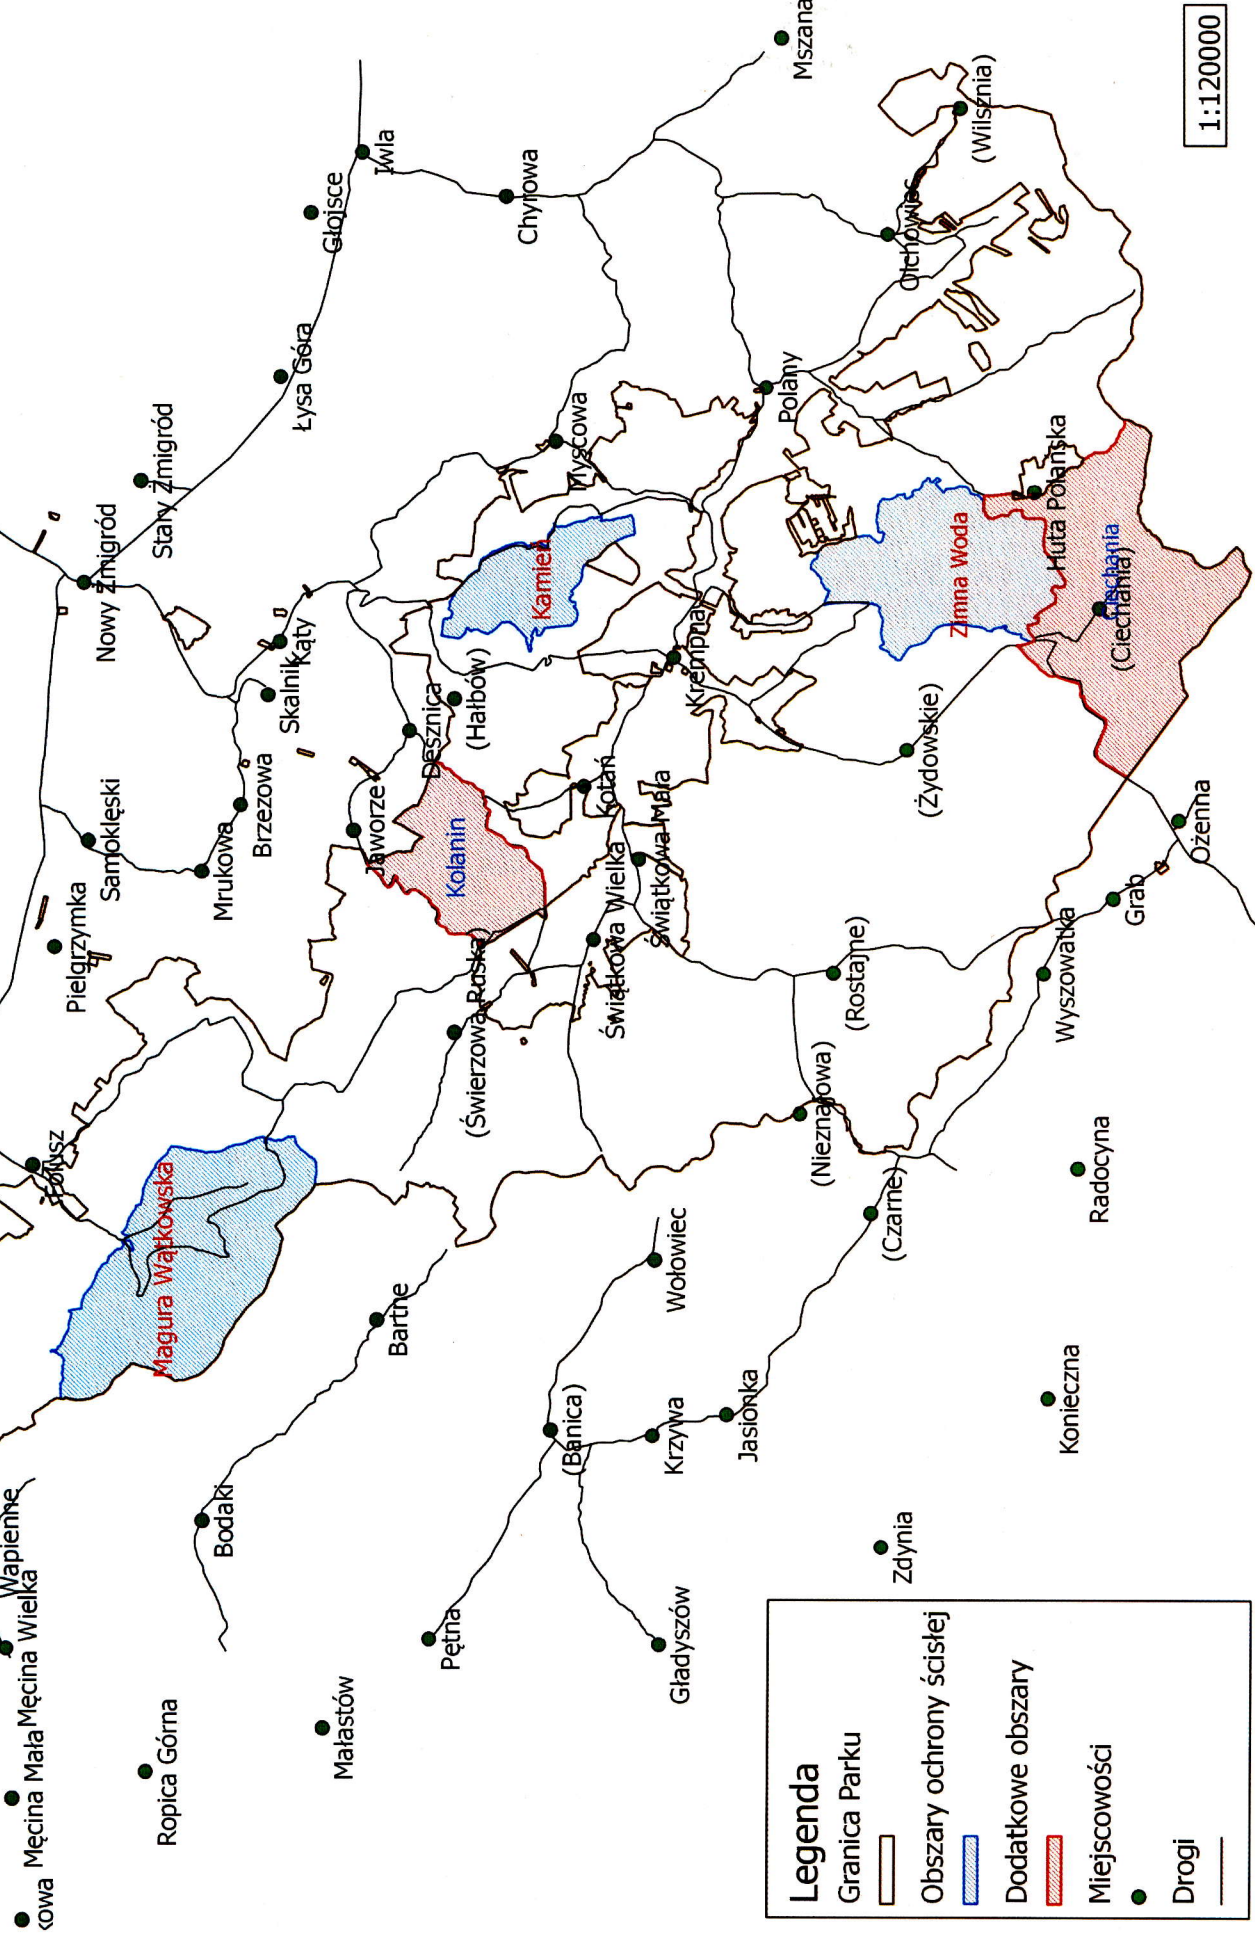 Wapienne
Męcina Wielka
Męcina Mała
kowa
Ropica Górna
Małastów
Bodaki
Pętna
Gładyszów
Bartne
(Banica)
Krzywa
Jasionka
Wołowiec
Zdynia
Konieczna
Radocyna
(Czarne)
(Nieznajowa)
(Rostajne)
Wyszowatka
Grab
Ożenna
Folusz
Magura Wątkowska
Pielgrzymka
Samoklęski
Mrukowa
Brzezowa
Skalnik
Kąty
Nowy Żmigród
Stary Żmigród
Łysa Góra
Głojsce
Iwla
Chyrowa
Mszana
Jaworze
Desznica
(Hałbów)
Kolanin
(Świerzowa Ruska)
Świątkowa Wielka
Świątkowa Mała
Kotań
Krempna
Kamień
Myscowa
Polany
Olchowiec
(Wilsznia)
(Żydowskie)
Zimna Woda
Huta Polańska
Ciechania
(Ciechania)
1:120000
Legenda
Granica Parku
Obszary ochrony ścisłej
Dodatkowe obszary
Miejscowości
Drogi